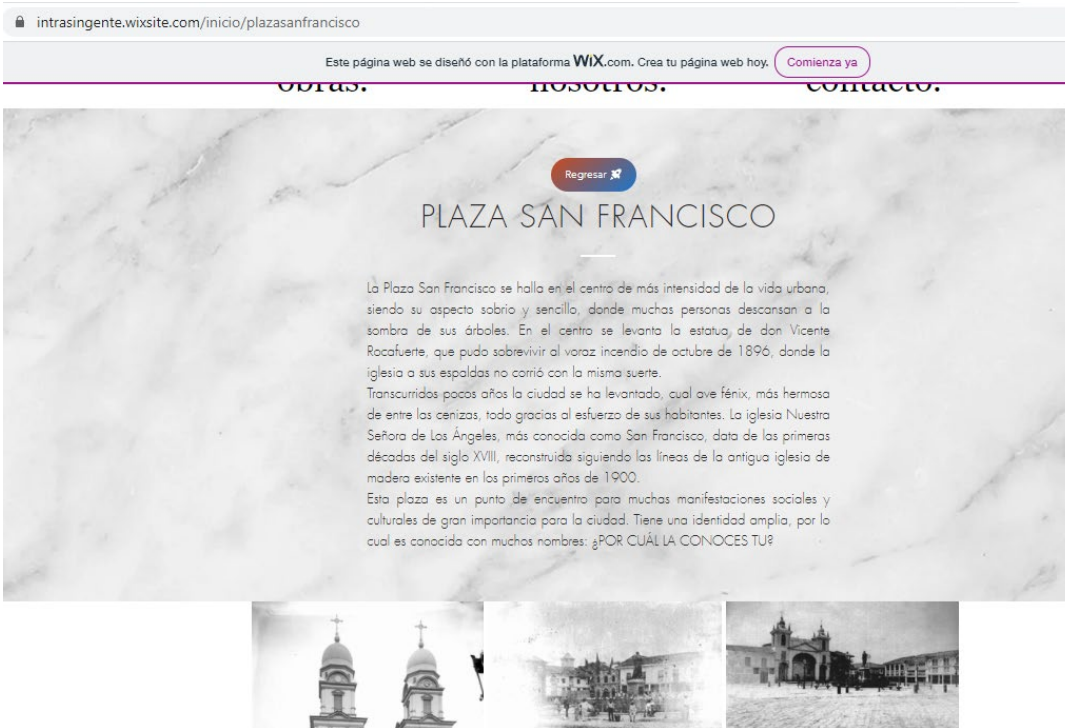 intrasingente.wixsite.com/inicio/plazasanfrancisco
Este página web se diseñó con la plataforma WiX.com. Crea tu página web hoy. Comienza ya
obras. nosotros. contacto.
Regresar
PLAZA SAN FRANCISCO
La Plaza San Francisco se halla en el centro de más intensidad de la vida urbana,
siendo su aspecto sobrio y sencillo, donde muchas personas descansan a la
sombra de sus árboles. En el centro se levanta la estatua de don Vicente
Rocafuerte, que pudo sobrevivir al voraz incendio de octubre de 1896, donde la
iglesia a sus espaldas no corrió con la misma suerte.
Transcurridos pocos años la ciudad se ha levantado, cual ave fénix, más hermosa
de entre las cenizas, todo gracias al esfuerzo de sus habitantes. La iglesia Nuestra
Señora de Los Ángeles, más conocida como San Francisco, data de las primeras
décadas del siglo XVIII, reconstruida siguiendo las líneas de la antigua iglesia de
madera existente en los primeros años de 1900.
Esta plaza es un punto de encuentro para muchas manifestaciones sociales y
culturales de gran importancia para la ciudad. Tiene una identidad amplia, por lo
cual es conocida con muchos nombres: ¿POR CUÁL LA CONOCES TU?